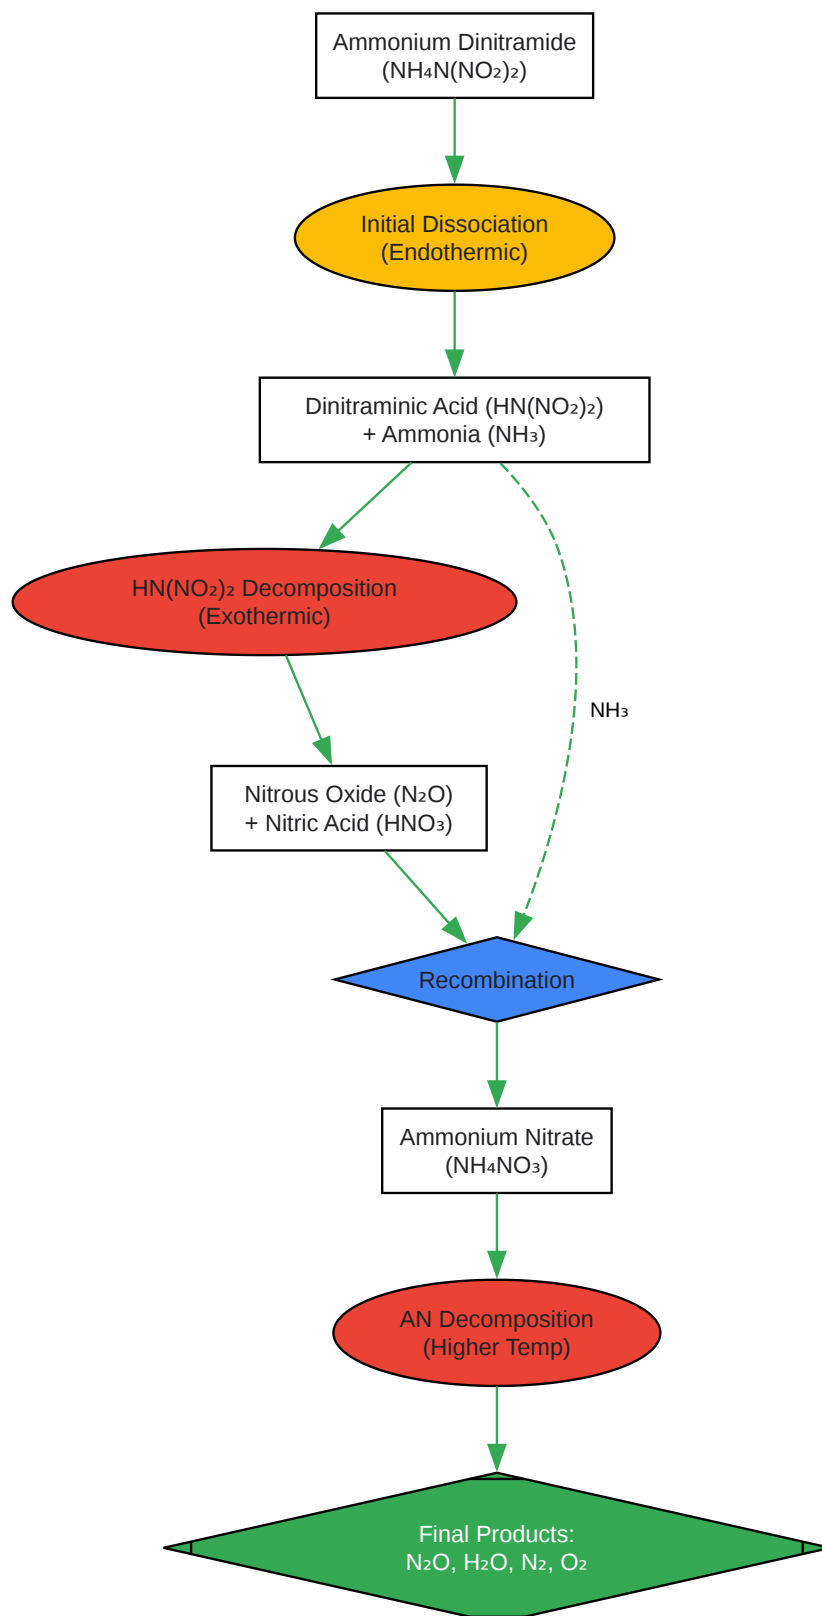 Ammonium Dinitramide
(NH₄N(NO₂)₂)
Initial Dissociation
(Endothermic)
Dinitraminic Acid (HN(NO₂)₂)
+ Ammonia (NH₃)
HN(NO₂)₂ Decomposition
(Exothermic)
NH₃
Nitrous Oxide (N₂O)
+ Nitric Acid (HNO₃)
Recombination
Ammonium Nitrate
(NH₄NO₃)
AN Decomposition
(Higher Temp)
Final Products:
N₂O, H₂O, N₂, O₂